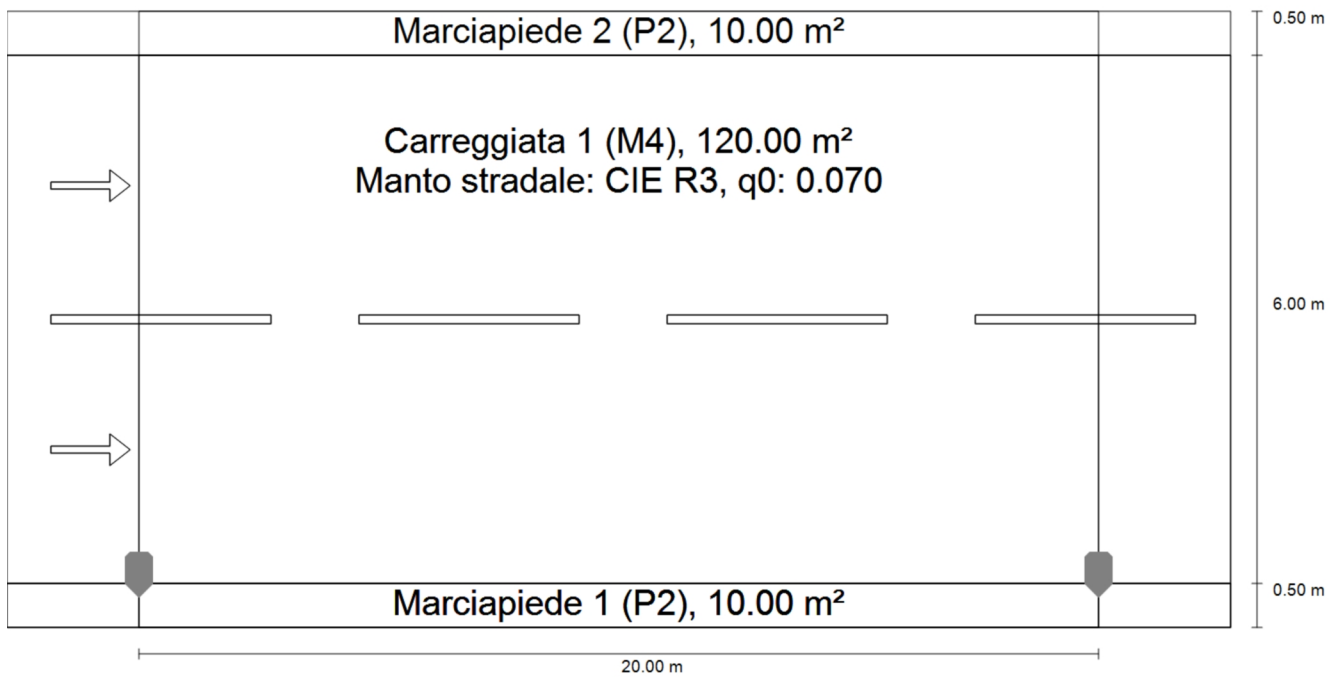 Marciapiede 2 (P2), 10.00 m²
0.50 m
Carreggiata 1 (M4), 120.00 m²
Manto stradale: CIE R3, q0: 0.070
6.00 m
Marciapiede 1 (P2), 10.00 m²
0.50 m
20.00 m